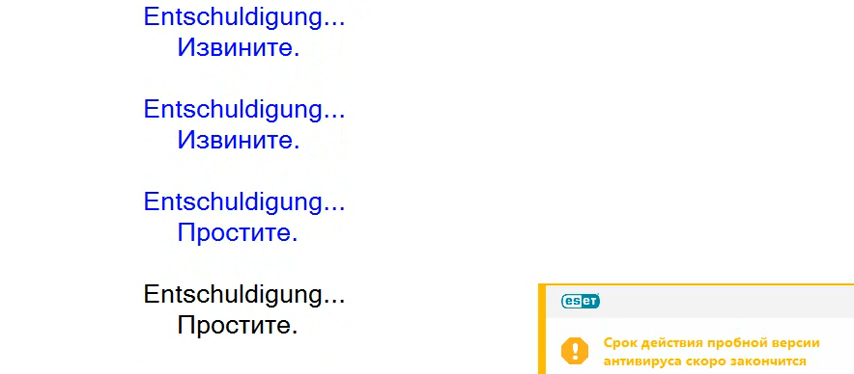 Entschuldigung...
Извините.
Entschuldigung...
Извините.
Entschuldigung...
Простите.
Entschuldigung...
Простите.
eset
Срок действия пробной версии
антивируса скоро закончится